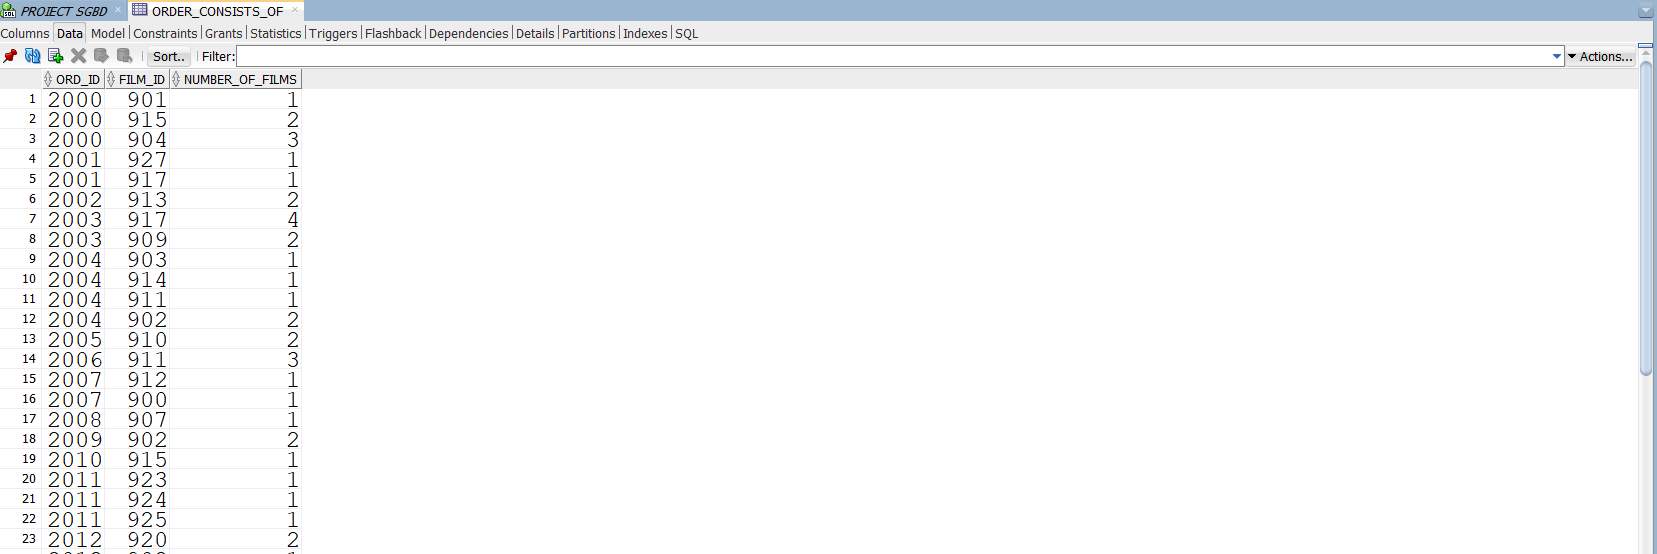 SQL PROIECT SGBD × ORDER_CONSISTS_OF ×
Columns Data Model Constraints Grants Statistics Triggers Flashback Dependencies Details Partitions Indexes SQL
Sort.. Filter: Actions...
ORD_ID FILM_ID NUMBER_OF_FILMS
1 2000 901 1
2 2000 915 2
3 2000 904 3
4 2001 927 1
5 2001 917 1
6 2002 913 2
7 2003 917 4
8 2003 909 2
9 2004 903 1
10 2004 914 1
11 2004 911 1
12 2004 902 2
13 2005 910 2
14 2006 911 3
15 2007 912 1
16 2007 900 1
17 2008 907 1
18 2009 902 2
19 2010 915 1
20 2011 923 1
21 2011 924 1
22 2011 925 1
23 2012 920 2